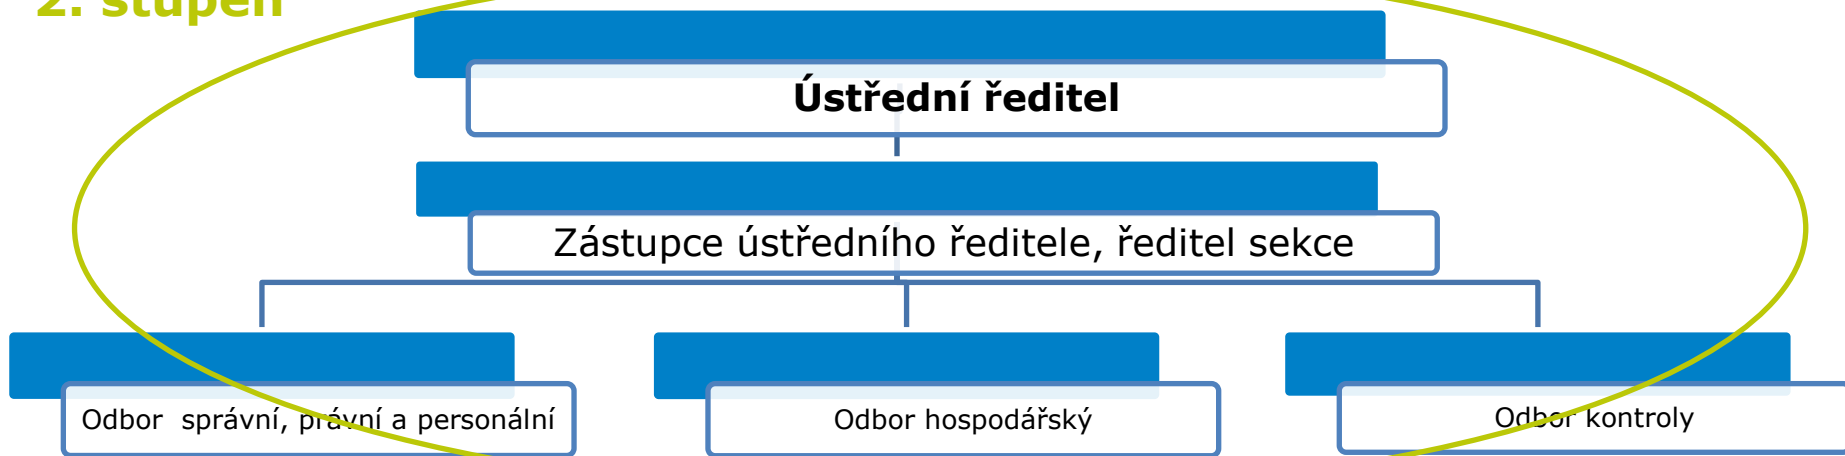 2. stupeň
Ústřední ředitel
Zástupce ústředního ředitele, ředitel sekce
Odbor  správní, právní a personální
Odbor hospodářský
Odbor kontroly